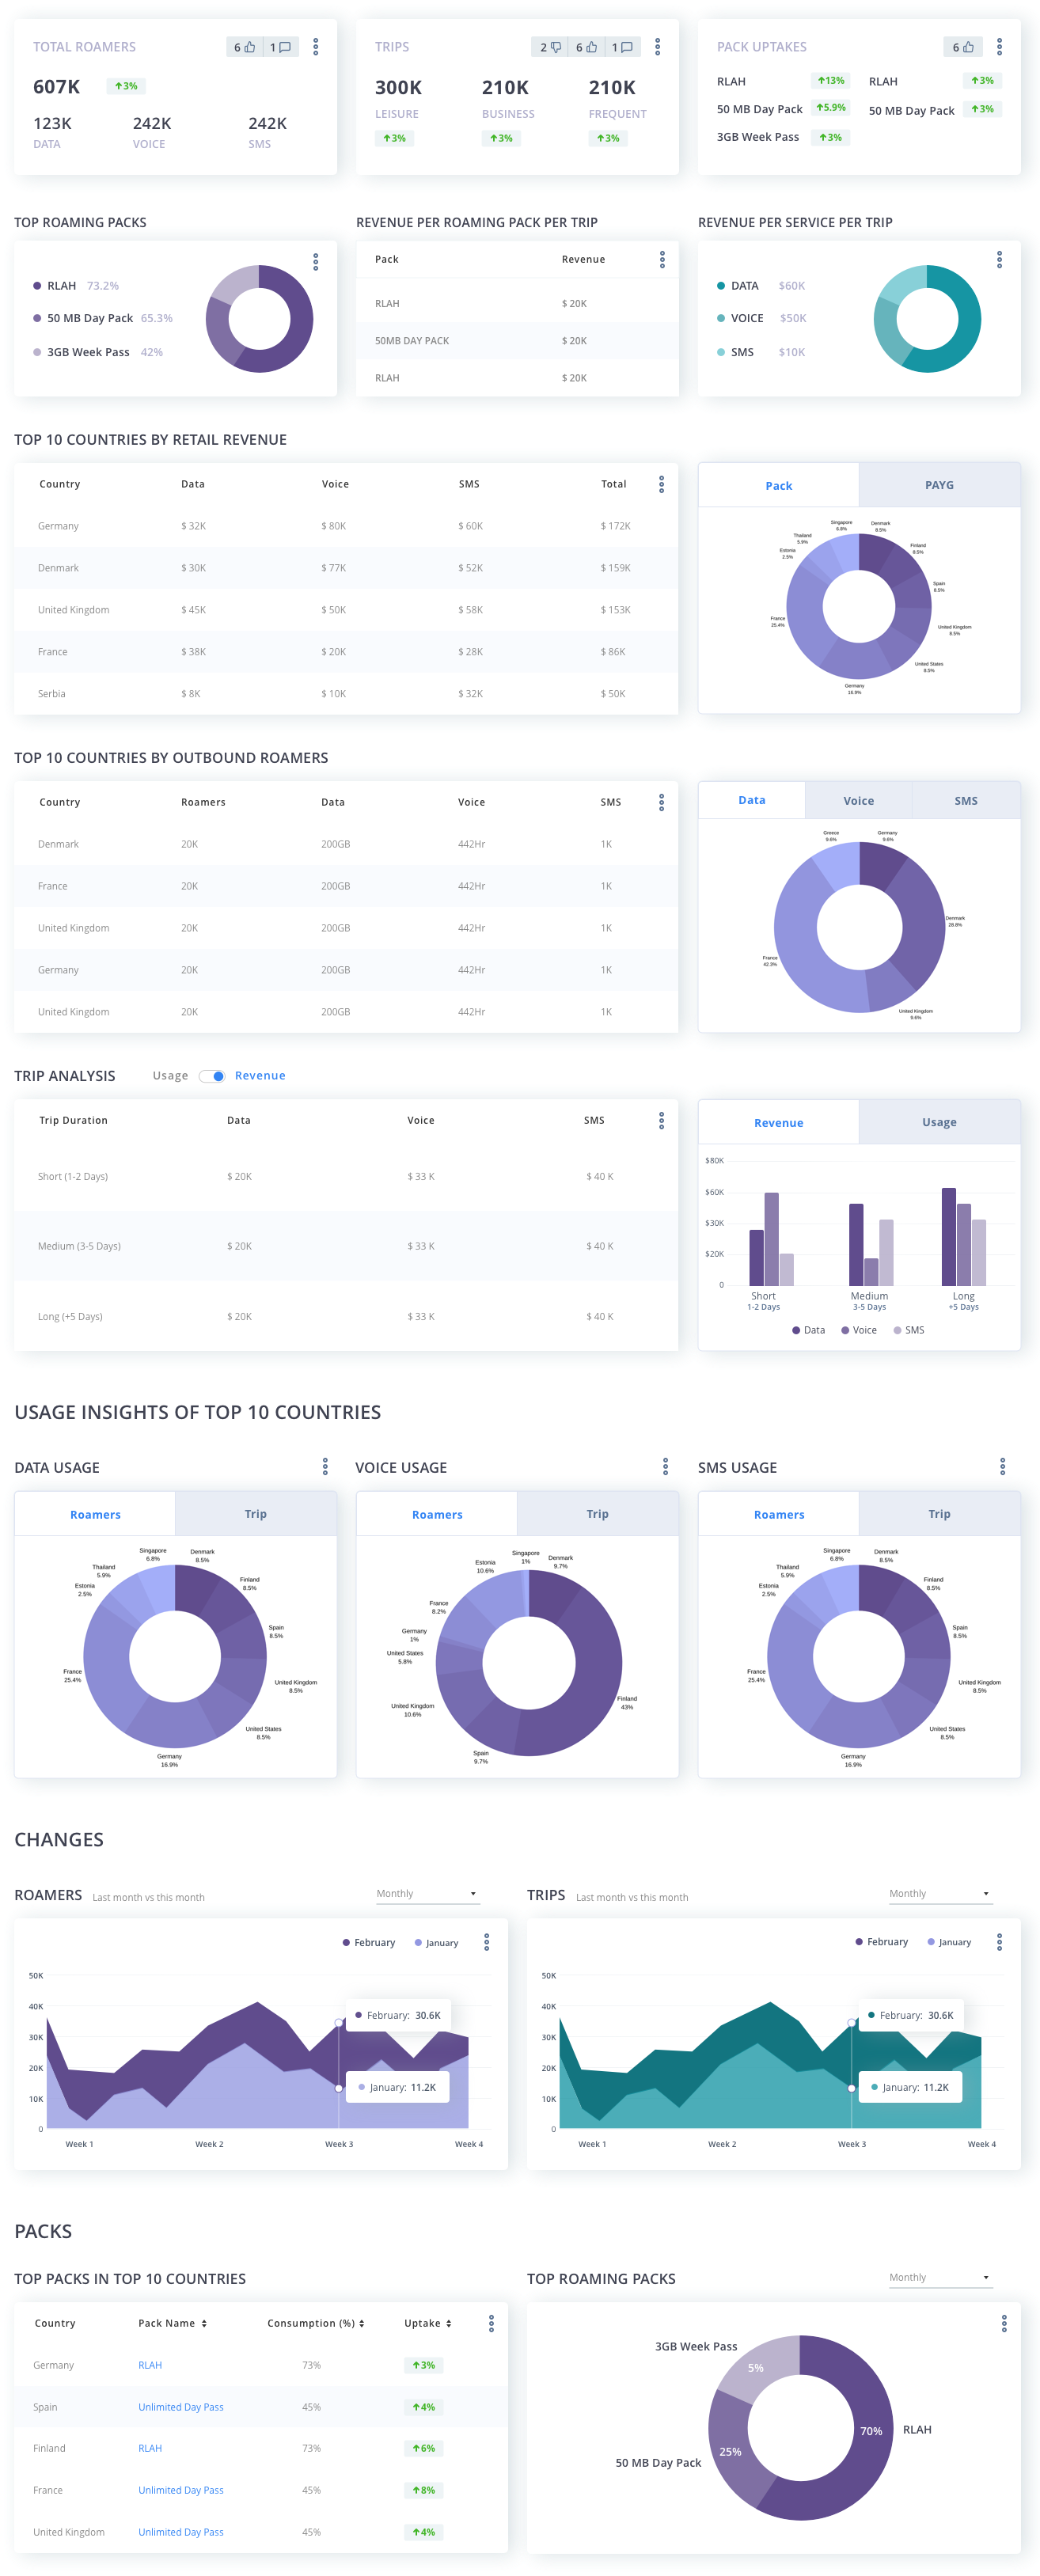 TOTAL ROAMERS
6 1
607K 3%
123K 242K 242K
DATA VOICE SMS
TRIPS
2 6 1
300K 210K 210K
LEISURE BUSINESS FREQUENT
3% 3% 3%
PACK UPTAKES
6
RLAH 13% RLAH 3%
50 MB Day Pack 5.9% 50 MB Day Pack 3%
3GB Week Pass 3%
TOP ROAMING PACKS
RLAH 73.2%
50 MB Day Pack 65.3%
3GB Week Pass 42%
REVENUE PER ROAMING PACK PER TRIP
Pack Revenue
RLAH $ 20K
50MB DAY PACK $ 20K
RLAH $ 20K
REVENUE PER SERVICE PER TRIP
DATA $60K
VOICE $50K
SMS $10K
TOP 10 COUNTRIES BY RETAIL REVENUE
Country Data Voice SMS Total
Germany $ 32K $ 80K $ 60K $ 172K
Denmark $ 30K $ 77K $ 52K $ 159K
United Kingdom $ 45K $ 50K $ 58K $ 153K
France $ 38K $ 20K $ 28K $ 86K
Serbia $ 8K $ 10K $ 32K $ 50K
Pack PAYG
Singapore
6.8%
Denmark
8.5%
Thailand
5.9%
Finland
8.5%
Estonia
2.5%
Spain
8.5%
France
25.4%
United Kingdom
8.5%
United States
8.5%
Germany
16.9%
TOP 10 COUNTRIES BY OUTBOUND ROAMERS
Country Roamers Data Voice SMS
Denmark 20K 200GB 442Hr 1K
France 20K 200GB 442Hr 1K
United Kingdom 20K 200GB 442Hr 1K
Germany 20K 200GB 442Hr 1K
United Kingdom 20K 200GB 442Hr 1K
Data Voice SMS
Greece
9.6%
Germany
9.6%
Denmark
28.8%
France
42.3%
United Kingdom
9.6%
TRIP ANALYSIS Usage Revenue
Trip Duration Data Voice SMS
Short (1-2 Days) $ 20K $ 33 K $ 40 K
Medium (3-5 Days) $ 20K $ 33 K $ 40 K
Long (+5 Days) $ 20K $ 33 K $ 40 K
Revenue Usage
$80K
$60K
$30K
$20K
0
Short Medium Long
1-2 Days 3-5 Days +5 Days
Data Voice SMS
USAGE INSIGHTS OF TOP 10 COUNTRIES
DATA USAGE
Roamers Trip
Singapore
6.8%
Denmark
8.5%
Thailand
5.9%
Finland
8.5%
Estonia
2.5%
Spain
8.5%
France
25.4%
United Kingdom
8.5%
United States
8.5%
Germany
16.9%
VOICE USAGE
Roamers Trip
Singapore
1%
Denmark
9.7%
Estonia
10.6%
France
8.2%
Germany
1%
United States
5.8%
Finland
43%
United Kingdom
10.6%
Spain
9.7%
SMS USAGE
Roamers Trip
Singapore
6.8%
Denmark
8.5%
Thailand
5.9%
Finland
8.5%
Estonia
2.5%
Spain
8.5%
France
25.4%
United Kingdom
8.5%
United States
8.5%
Germany
16.9%
CHANGES
ROAMERS Last month vs this month Monthly
February January
50K
40K
30K
20K
10K
0
February: 30.6K
January: 11.2K
Week 1 Week 2 Week 3 Week 4
TRIPS Last month vs this month Monthly
February January
50K
40K
30K
20K
10K
0
February: 30.6K
January: 11.2K
Week 1 Week 2 Week 3 Week 4
PACKS
TOP PACKS IN TOP 10 COUNTRIES
Country Pack Name Consumption (%) Uptake
Germany RLAH 73% 3%
Spain Unlimited Day Pass 45% 4%
Finland RLAH 73% 6%
France Unlimited Day Pass 45% 8%
United Kingdom Unlimited Day Pass 45% 4%
TOP ROAMING PACKS Monthly
3GB Week Pass
5%
70% RLAH
25%
50 MB Day Pack